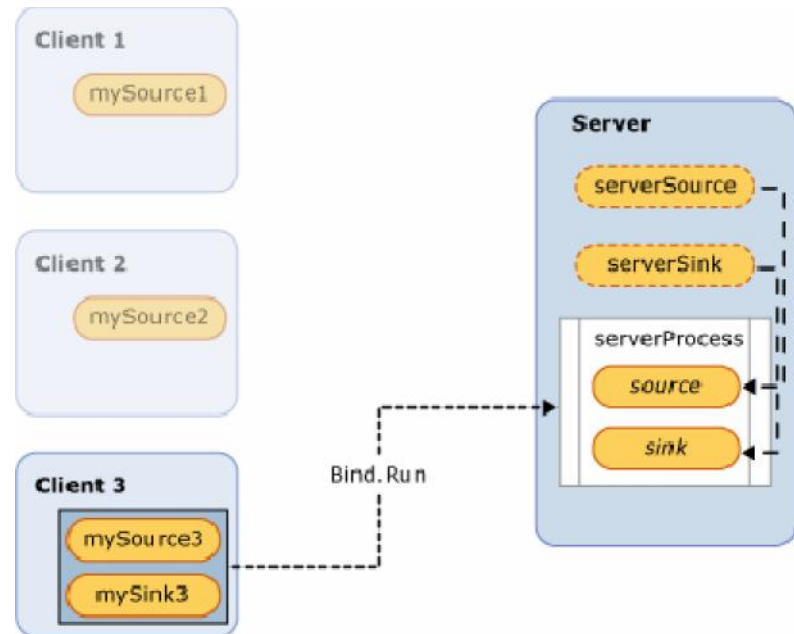 Client 1
mySource1
Client 2
mySource2
Client 3
mySource3
mySink3
Bind.Run
Server
serverSource
serverSink
serverProcess
source
sink